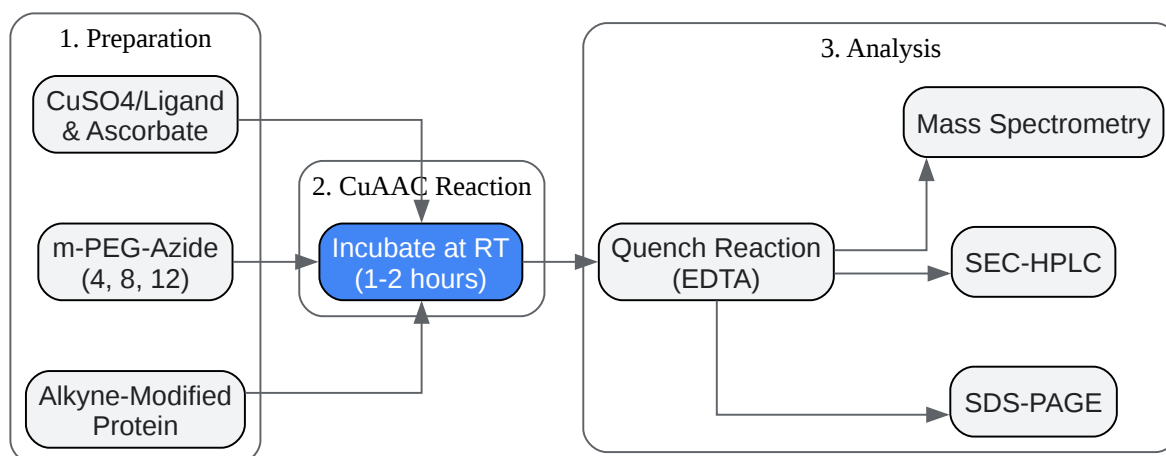 1. Preparation
CuSO4/Ligand
& Ascorbate
m-PEG-Azide
(4, 8, 12)
Alkyne-Modified
Protein
2. CuAAC Reaction
Incubate at RT
(1-2 hours)
3. Analysis
Quench Reaction
(EDTA)
Mass Spectrometry
SEC-HPLC
SDS-PAGE